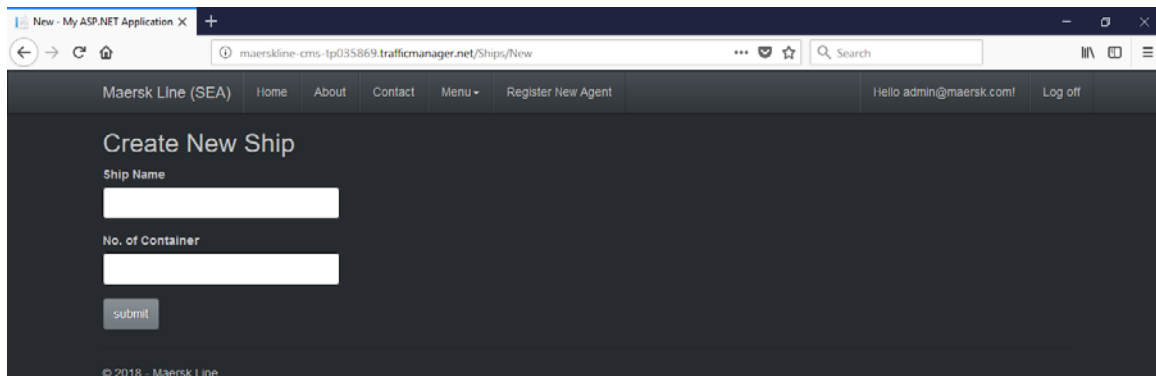 New - My ASP.NET Application
maerskline-cms-tp035869.trafficmanager.net/Ships/New
Search
Maersk Line (SEA) Home About Contact Menu Register New Agent Hello admin@maersk.com! Log off
Create New Ship
Ship Name
No. of Container
submit
© 2018 - Maersk Line